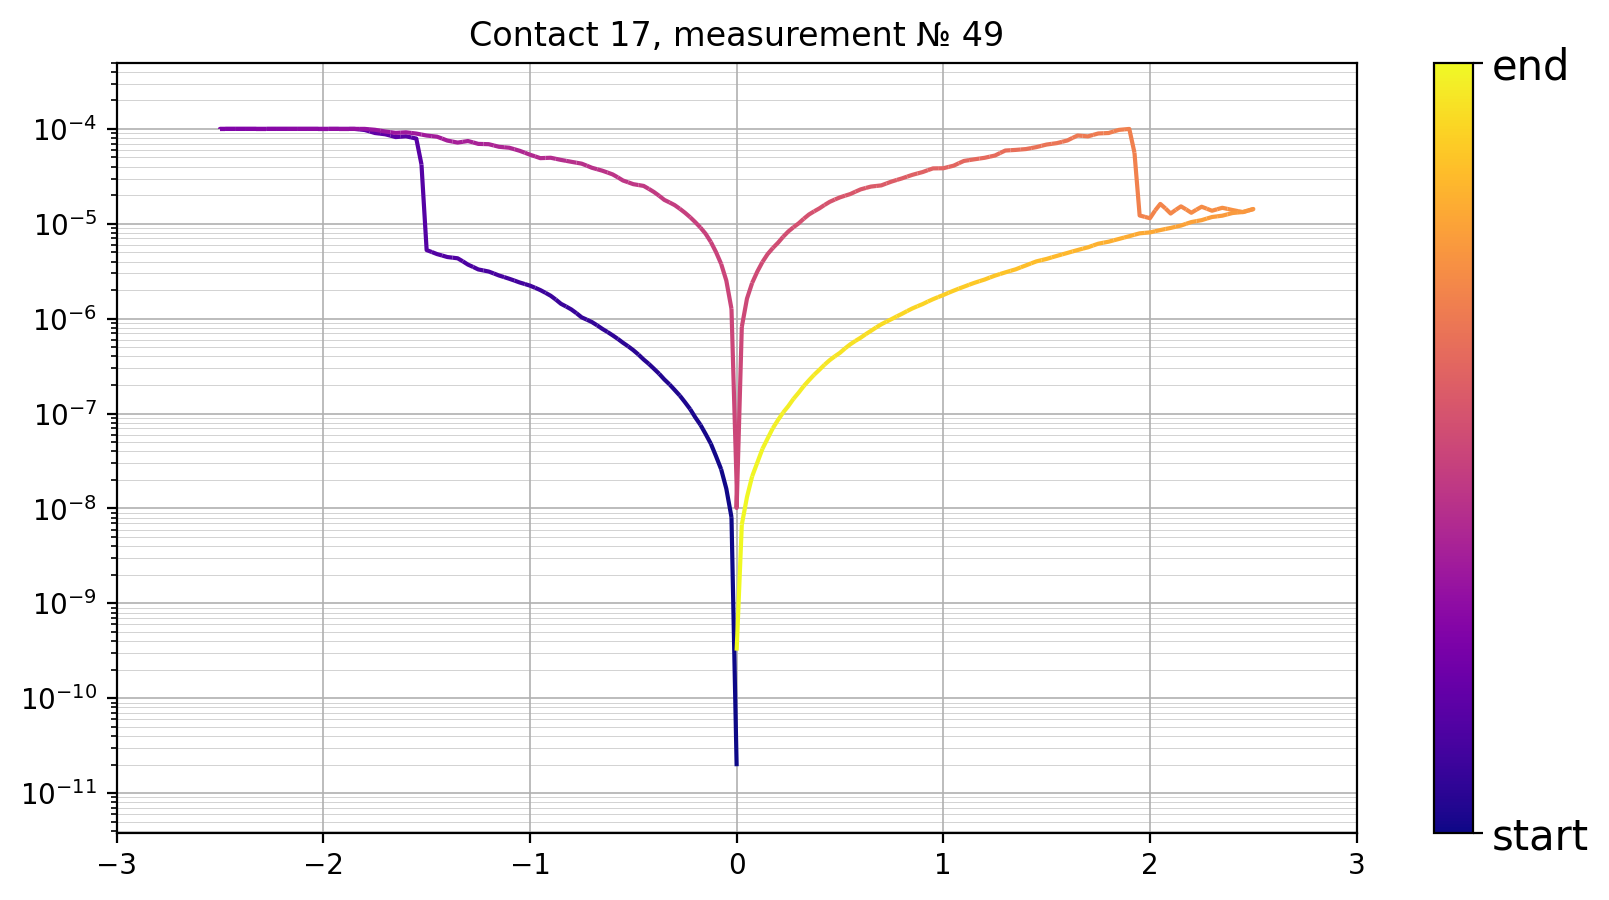 Contact 17, measurement № 49
10⁻⁴
10⁻⁵
10⁻⁶
10⁻⁷
10⁻⁸
10⁻⁹
10⁻¹⁰
10⁻¹¹
−3 −2 −1 0 1 2 3
end
start